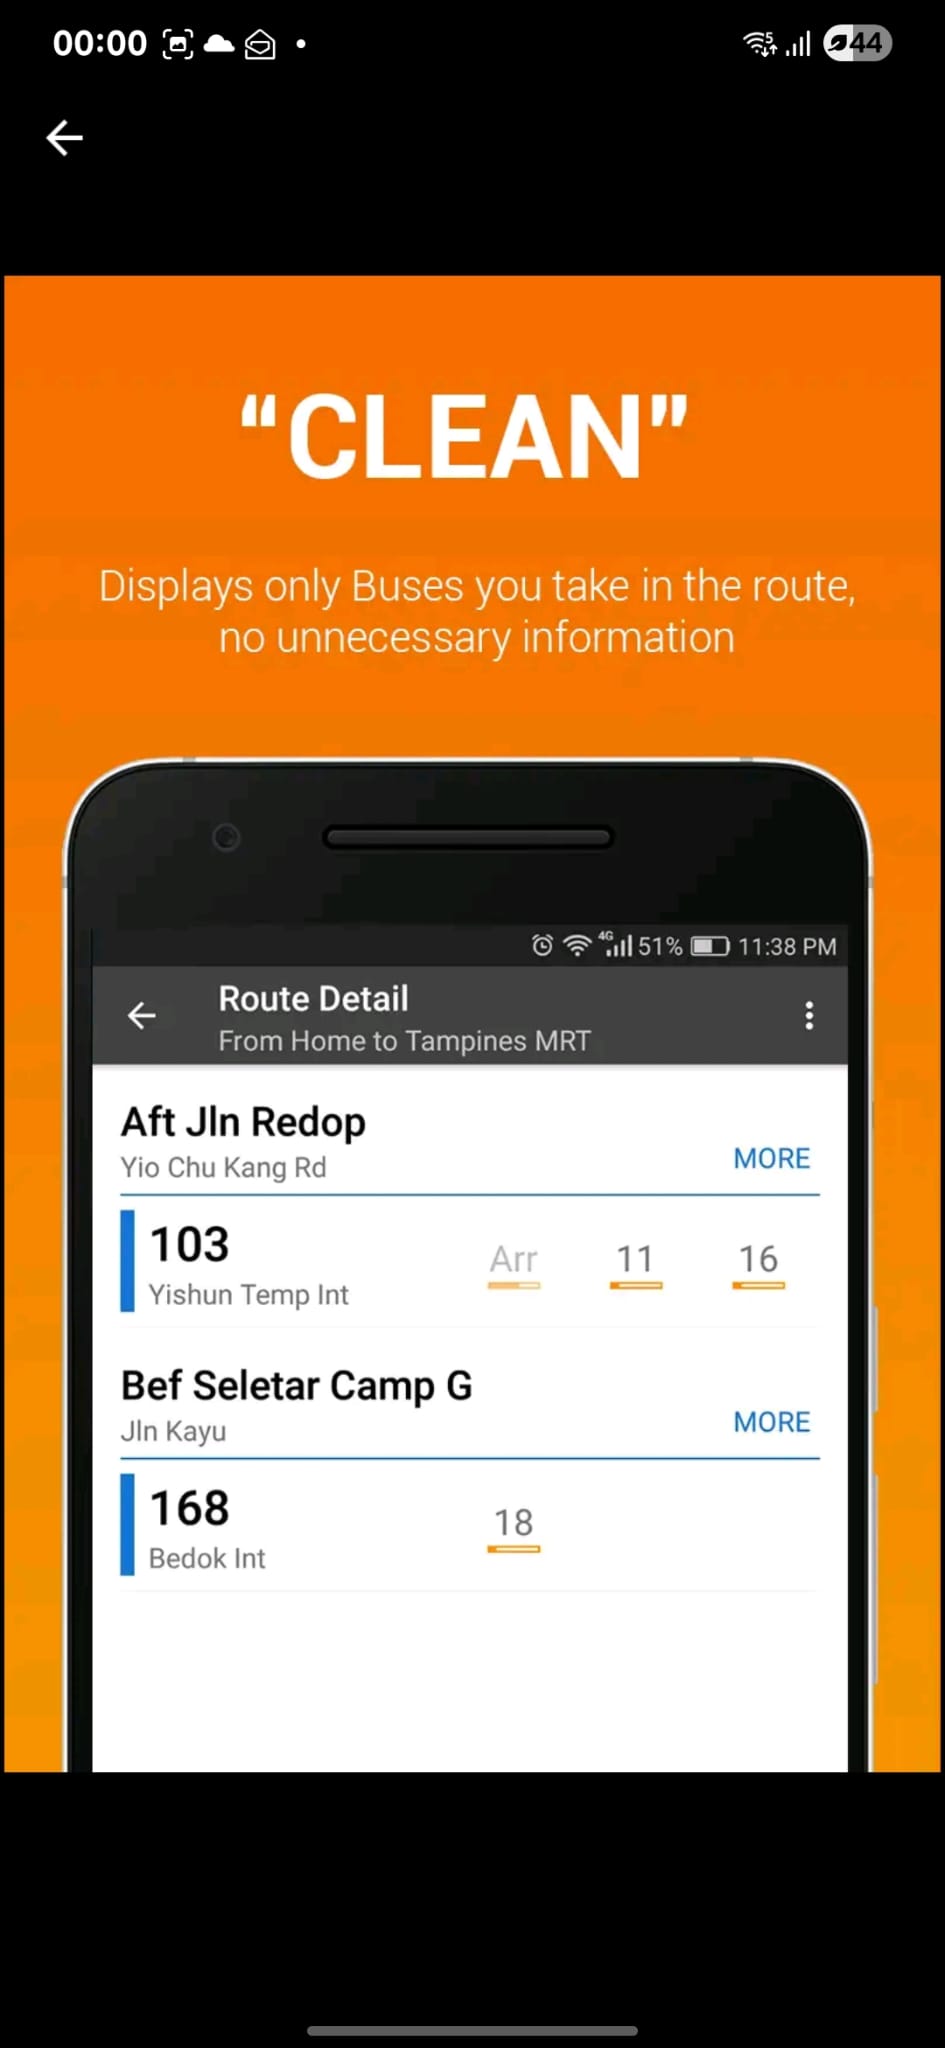 00:00
5
44
“CLEAN”
Displays only Buses you take in the route,
no unnecessary information
4G 51% 11:38 PM
Route Detail
From Home to Tampines MRT
Aft Jln Redop
Yio Chu Kang Rd
MORE
103
Yishun Temp Int
Arr 11 16
Bef Seletar Camp G
Jln Kayu
MORE
168
Bedok Int
18